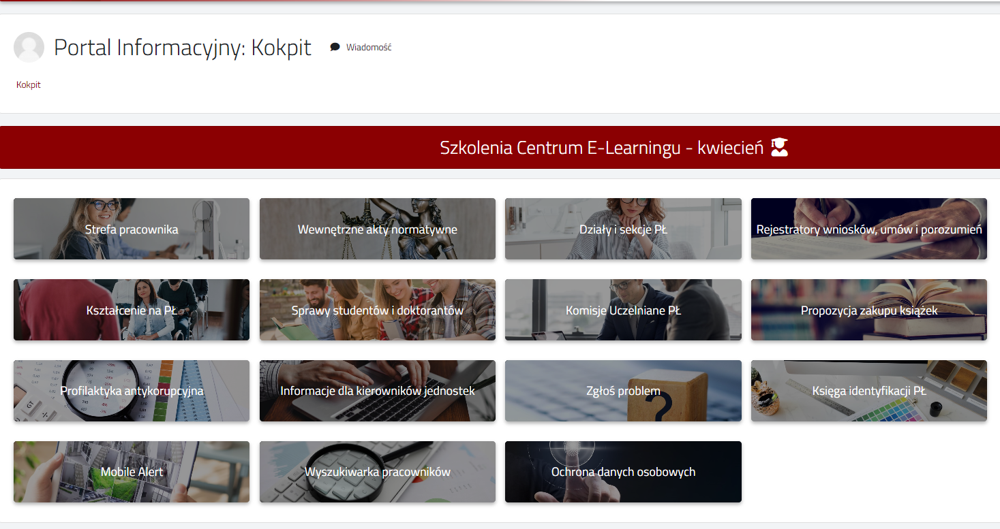 Portal Informacyjny: Kokpit
Wiadomość
Kokpit
Szkolenia Centrum E-Learningu - kwiecień
Strefa pracownika
Wewnętrzne akty normatywne
Działy i sekcje PŁ
Rejestratory wniosków, umów i porozumień
Kształcenie na PŁ
Sprawy studentów i doktorantów
Komisje Uczelniane PŁ
Propozycja zakupu książek
Profilaktyka antykorupcyjna
Informacje dla kierowników jednostek
Zgłoś problem
Księga identyfikacji PŁ
Mobile Alert
Wyszukiwarka pracowników
Ochrona danych osobowych